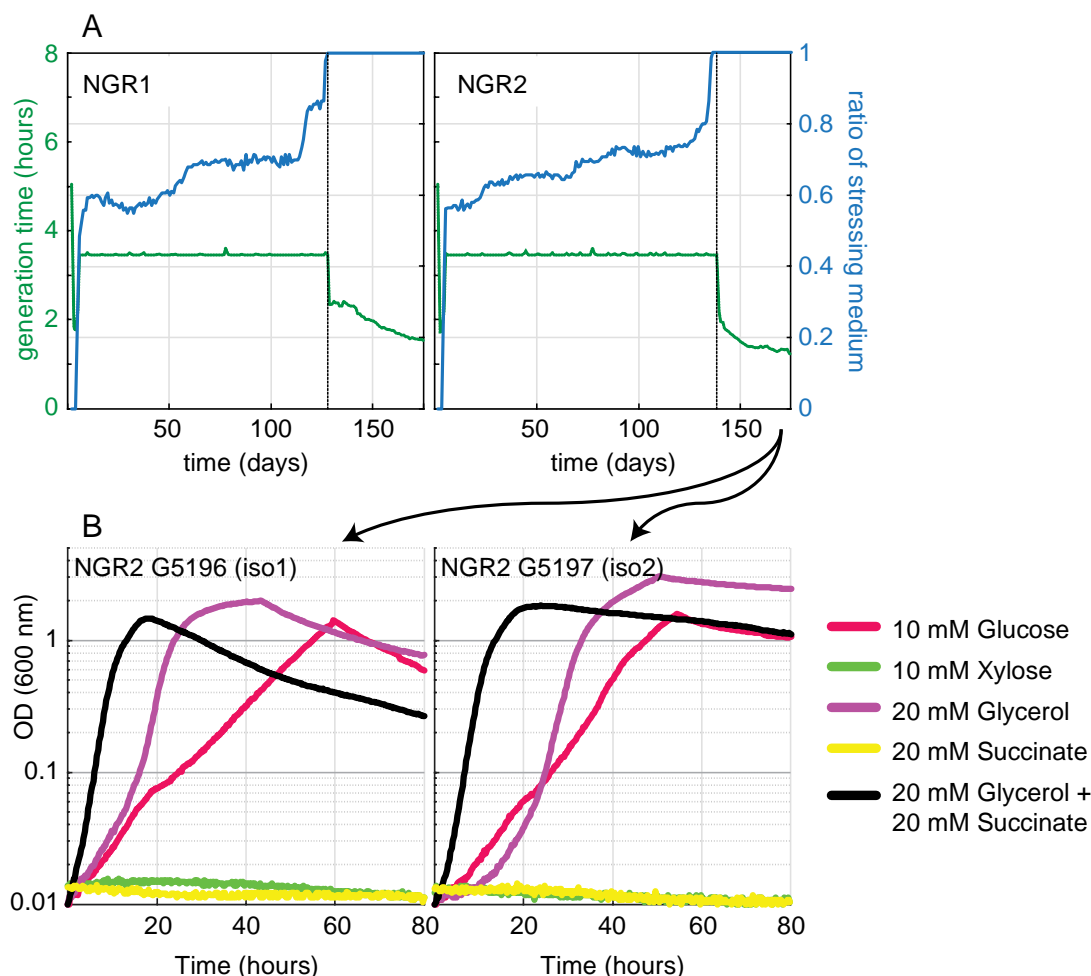 A
NGR1
NGR2
8
6
4
2
0
generation time (hours)
1
0.8
0.6
0.4
0.2
0
ratio of stresssing medium
50
100
150
50
100
150
time (days)
time (days)
B
NGR2 G5196 (iso1)
NGR2 G5197 (iso2)
1
0.1
0.01
OD (600 nm)
20
40
60
80
20
40
60
80
Time (hours)
Time (hours)
10 mM Glucose
10 mM Xylose
20 mM Glycerol
20 mM Succinate
20 mM Glycerol +
20 mM Succinate